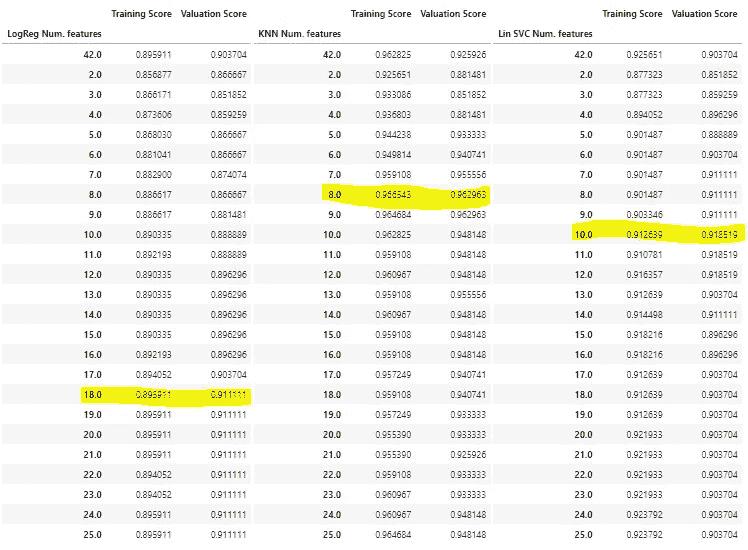 Training Score Valuation Score Training Score Valuation Score Training Score Valuation Score
LogReg Num. features KNN Num. features Lin SVC Num. features
42.0 0.895911 0.903704 42.0 0.962825 0.925926 42.0 0.925651 0.903704
2.0 0.856877 0.866667 2.0 0.925651 0.881481 2.0 0.877323 0.851852
3.0 0.866171 0.851852 3.0 0.933086 0.851852 3.0 0.877323 0.859259
4.0 0.873606 0.859259 4.0 0.936803 0.881481 4.0 0.894052 0.896296
5.0 0.868030 0.866667 5.0 0.944238 0.933333 5.0 0.901487 0.888889
6.0 0.881041 0.866667 6.0 0.949814 0.940741 6.0 0.901487 0.903704
7.0 0.882900 0.874074 7.0 0.959108 0.955556 7.0 0.901487 0.911111
8.0 0.886617 0.866667 8.0 0.966543 0.962963 8.0 0.901487 0.911111
9.0 0.886617 0.881481 9.0 0.964684 0.962963 9.0 0.903346 0.911111
10.0 0.890335 0.888889 10.0 0.962825 0.948148 10.0 0.912639 0.918519
11.0 0.892193 0.888889 11.0 0.959108 0.948148 11.0 0.910781 0.918519
12.0 0.890335 0.896296 12.0 0.960967 0.948148 12.0 0.916357 0.918519
13.0 0.890335 0.896296 13.0 0.959108 0.955556 13.0 0.912639 0.903704
14.0 0.890335 0.896296 14.0 0.960967 0.948148 14.0 0.914498 0.911111
15.0 0.890335 0.896296 15.0 0.959108 0.948148 15.0 0.918216 0.896296
16.0 0.892193 0.896296 16.0 0.959108 0.948148 16.0 0.918216 0.896296
17.0 0.894052 0.903704 17.0 0.957249 0.940741 17.0 0.912639 0.903704
18.0 0.895911 0.911111 18.0 0.959108 0.940741 18.0 0.912639 0.903704
19.0 0.895911 0.911111 19.0 0.957249 0.933333 19.0 0.912639 0.903704
20.0 0.895911 0.911111 20.0 0.955390 0.933333 20.0 0.921933 0.903704
21.0 0.895911 0.911111 21.0 0.955390 0.925926 21.0 0.921933 0.903704
22.0 0.894052 0.911111 22.0 0.959108 0.933333 22.0 0.921933 0.903704
23.0 0.894052 0.911111 23.0 0.960967 0.933333 23.0 0.921933 0.903704
24.0 0.895911 0.911111 24.0 0.960967 0.948148 24.0 0.923792 0.903704
25.0 0.895911 0.911111 25.0 0.964684 0.948148 25.0 0.923792 0.903704